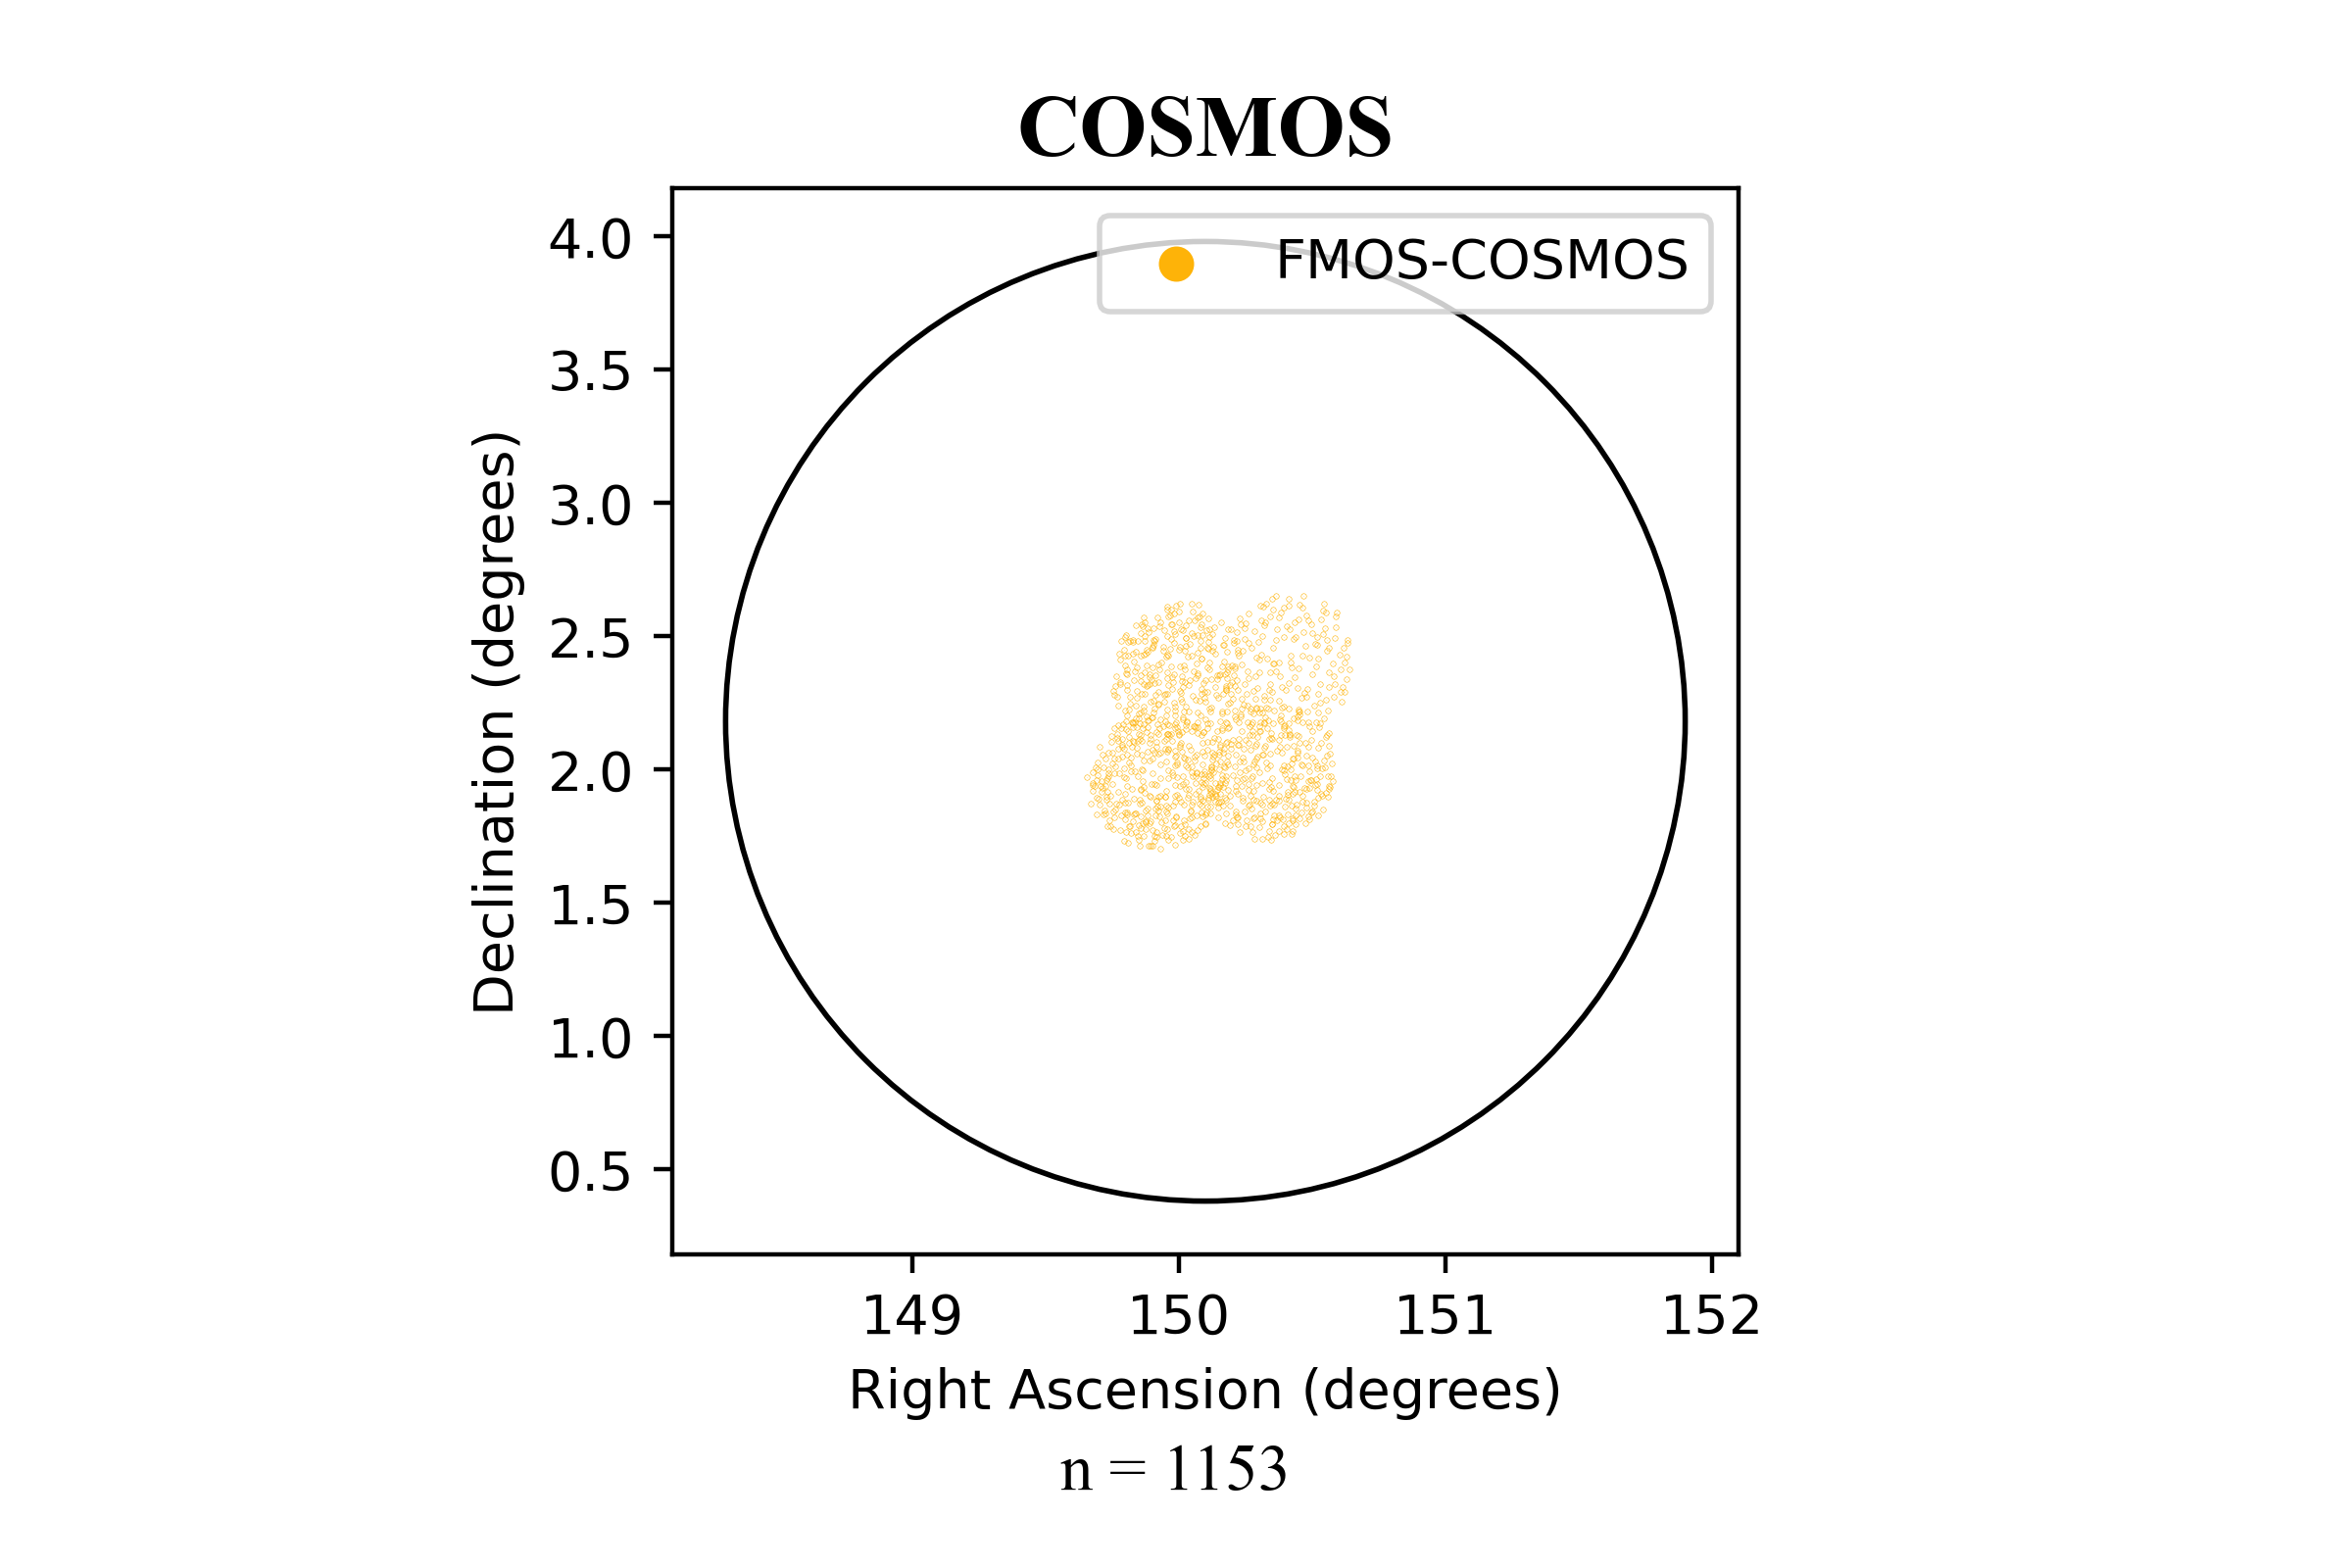 COSMOS
FMOS-COSMOS
4.0
3.5
3.0
2.5
2.0
1.5
1.0
0.5
Declination (degrees)
149 150 151 152
Right Ascension (degrees)
n = 1153